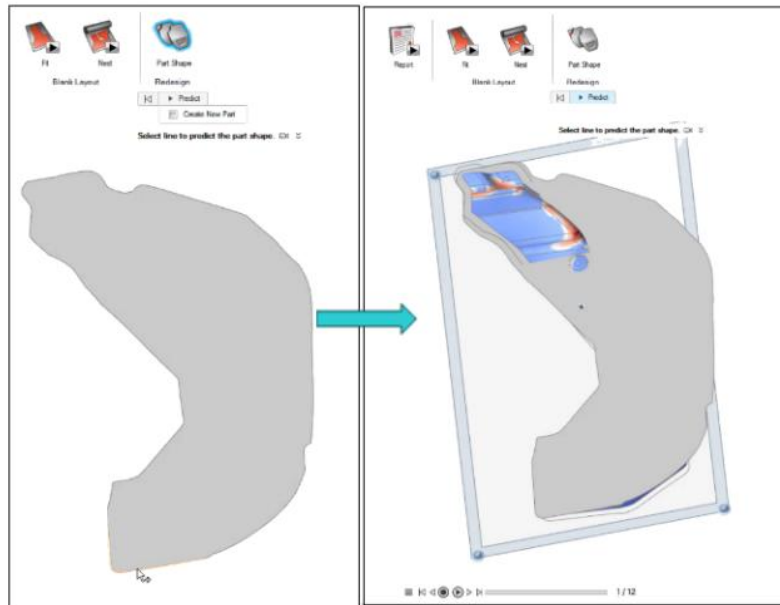 Fit
Nest
Part Shape
Blank Layout
Redesign
Predict
Create New Part
Select line to predict the part shape.
Report
Fit
Nest
Part Shape
Blank Layout
Redesign
Predict
Select line to predict the part shape.
1 / 12